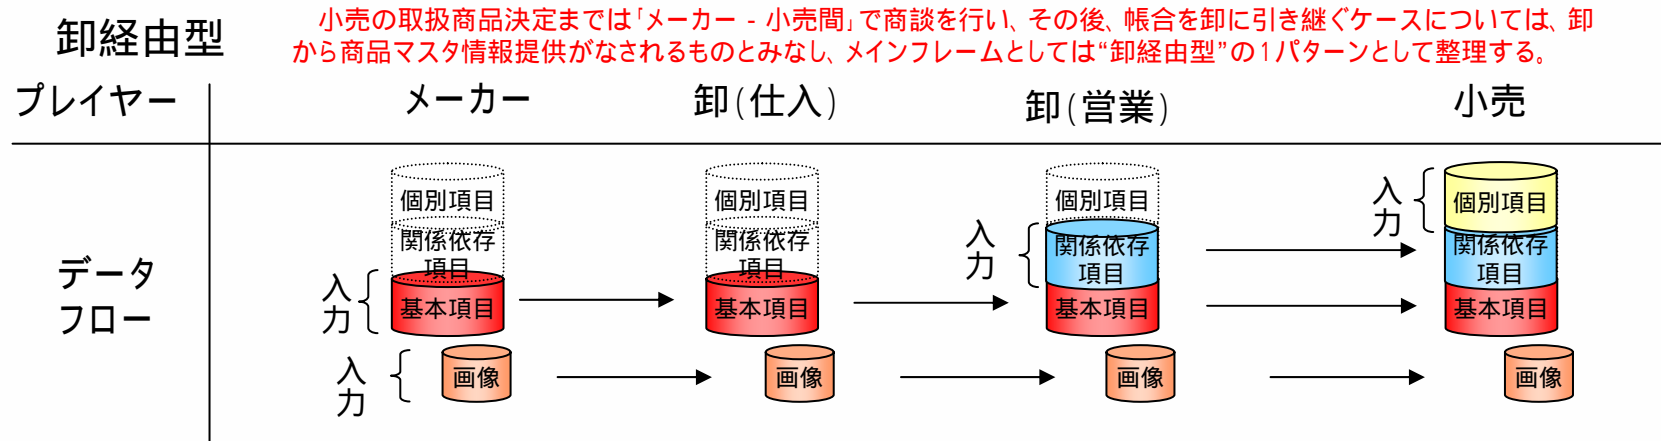 卸経由型
小売の取扱商品決定までは「メーカー - 小売間」で商談を行い、その後、帳合を卸に引き継ぐケースについては、卸
から商品マスタ情報提供がなされるものとみなし、メインフレームとしては“卸経由型”の1パターンとして整理する。
プレイヤー
メーカー
卸(仕入)
卸(営業)
小売
データ
フロー
個別項目
関係依存
項目
基本項目
入力
画像
入力
個別項目
関係依存
項目
基本項目
画像
個別項目
関係依存
項目
基本項目
入力
画像
個別項目
関係依存
項目
基本項目
入力
画像